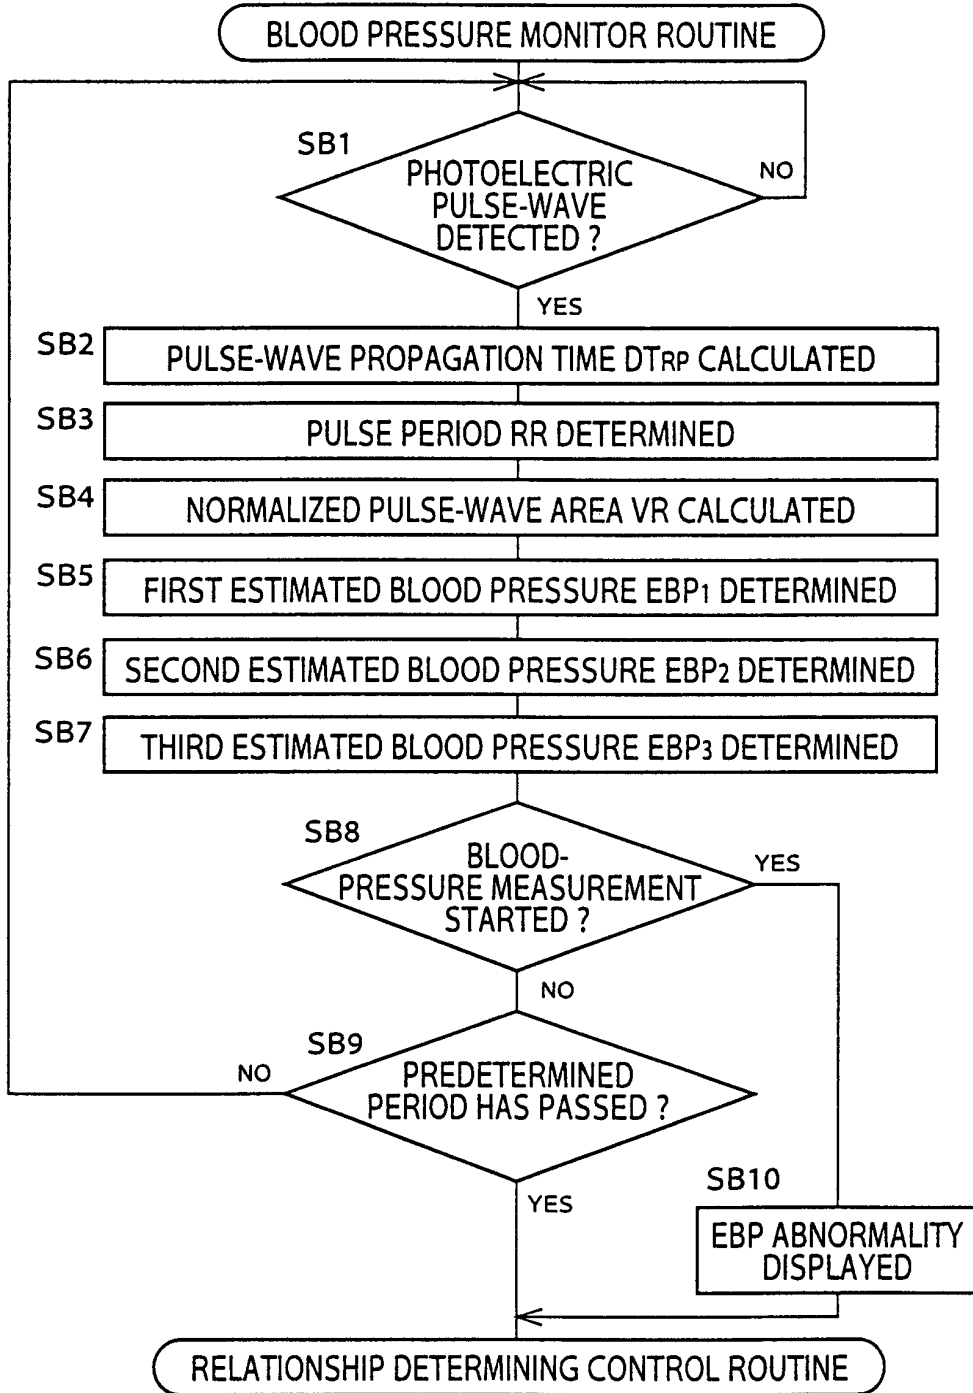 BLOOD PRESSURE MONITOR ROUTINE
SB1
PHOTOELECTRIC
PULSE-WAVE
DETECTED ?
NO
YES
SB2
PULSE-WAVE PROPAGATION TIME DTRP CALCULATED
SB3
PULSE PERIOD RR DETERMINED
SB4
NORMALIZED PULSE-WAVE AREA VR CALCULATED
SB5
FIRST ESTIMATED BLOOD PRESSURE EBP1 DETERMINED
SB6
SECOND ESTIMATED BLOOD PRESSURE EBP2 DETERMINED
SB7
THIRD ESTIMATED BLOOD PRESSURE EBP3 DETERMINED
SB8
BLOOD-
PRESSURE MEASUREMENT
STARTED ?
YES
NO
SB9
PREDETERMINED
PERIOD HAS PASSED ?
NO
YES
SB10
EBP ABNORMALITY
DISPLAYED
RELATIONSHIP DETERMINING CONTROL ROUTINE